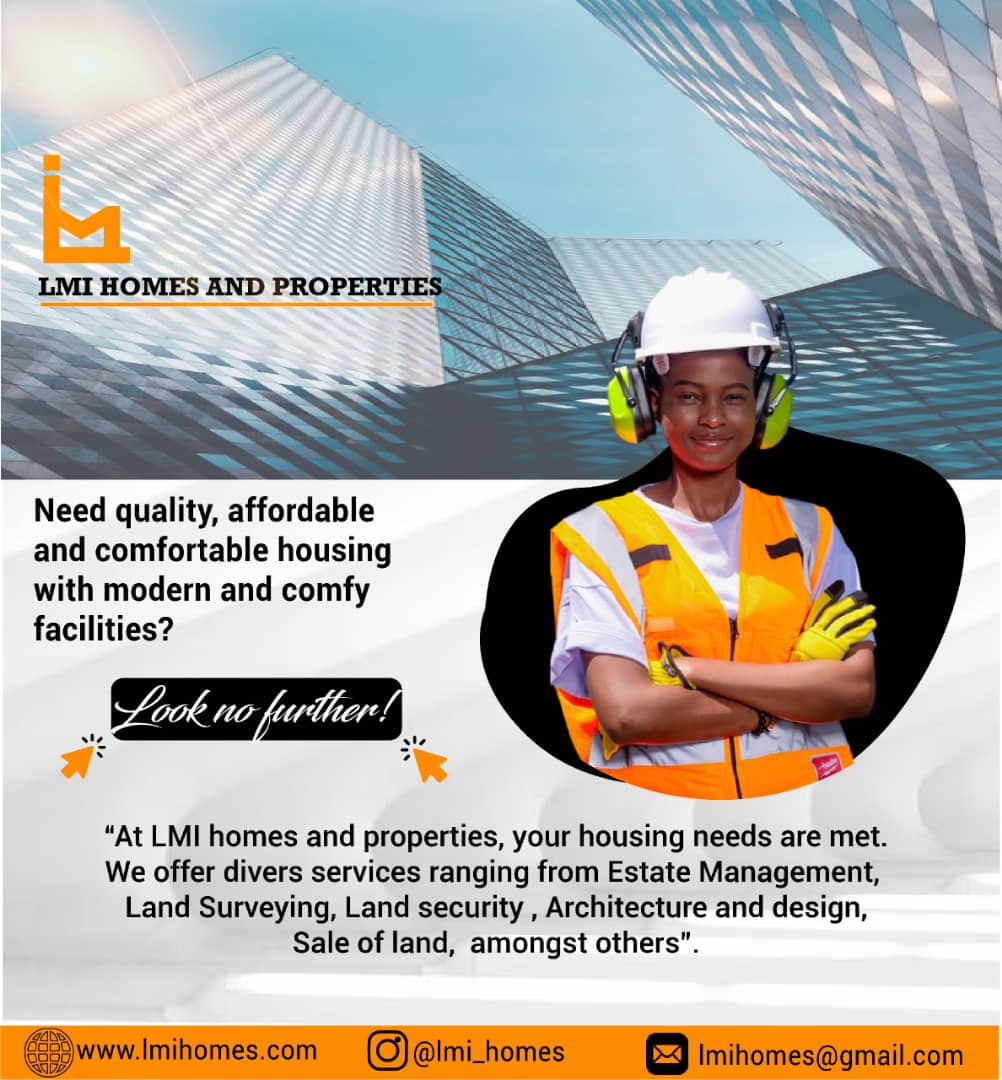 LMI HOMES AND PROPERTIES
Need quality, affordable
and comfortable housing
with modern and comfy
facilities?
Look no further!
“At LMI homes and properties, your housing needs are met.
We offer divers services ranging from Estate Management,
Land Surveying, Land security , Architecture and design,
Sale of land, amongst others”.
www.lmihomes.com
@lmi_homes
lmihomes@gmail.com